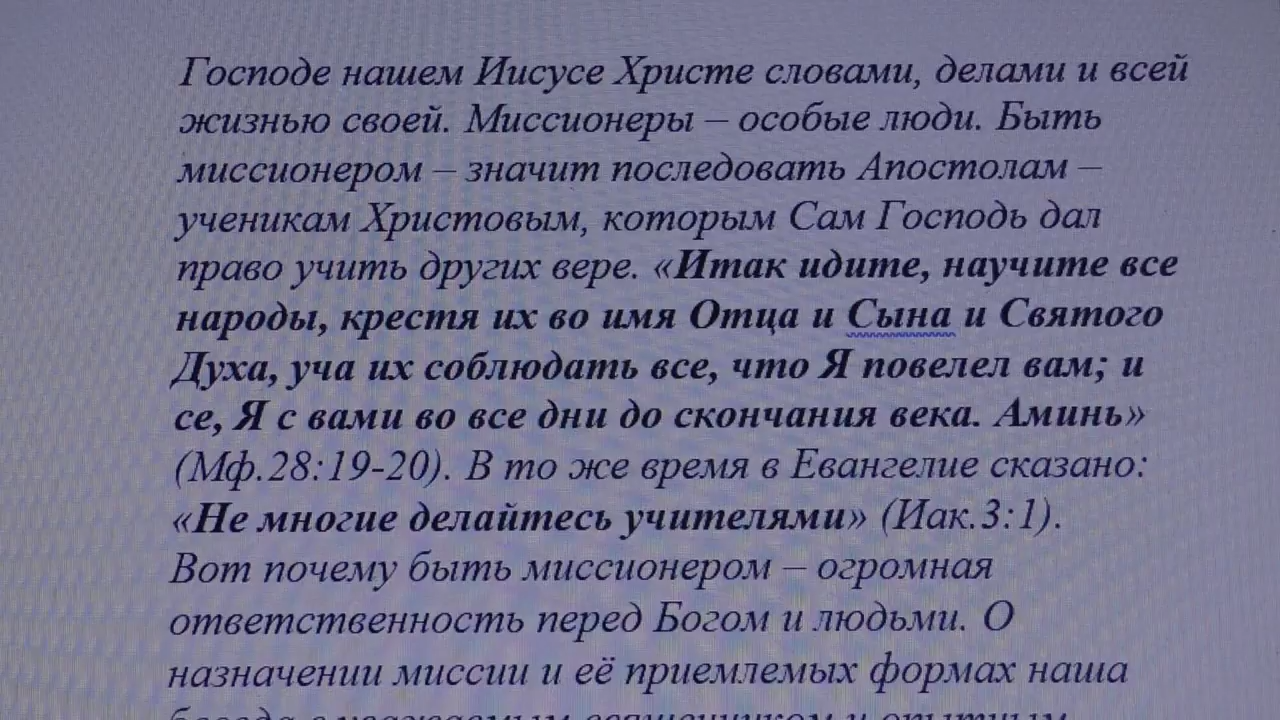 Господе нашем Иисусе Христе словами, делами и всей
жизнью своей. Миссионеры – особые люди. Быть
миссионером – значит последовать Апостолам –
ученикам Христовым, которым Сам Господь дал
право учить других вере. «Итак идите, научите все
народы, крестя их во имя Отца и Сына и Святого
Духа, уча их соблюдать все, что Я повелел вам; и
се, Я с вами во все дни до скончания века. Аминь»
(Мф.28:19-20). В то же время в Евангелие сказано:
«Не многие делайтесь учителями» (Иак.3:1).
Вот почему быть миссионером – огромная
ответственность перед Богом и людьми. О
назначении миссии и её приемлемых формах наша